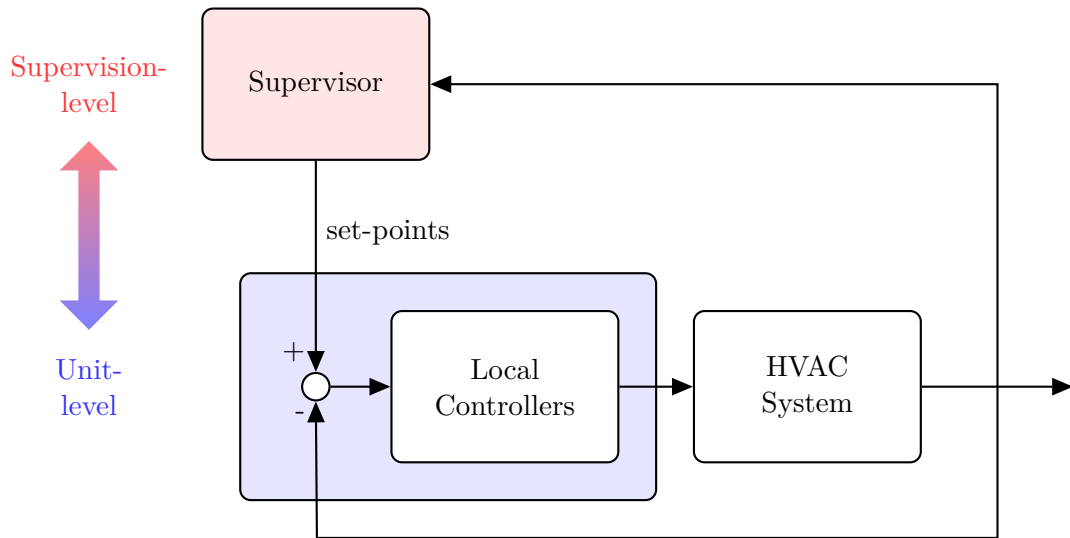 Supervision-
level
Supervisor
set-points
+
-
Local
Controllers
HVAC
System
Unit-
level